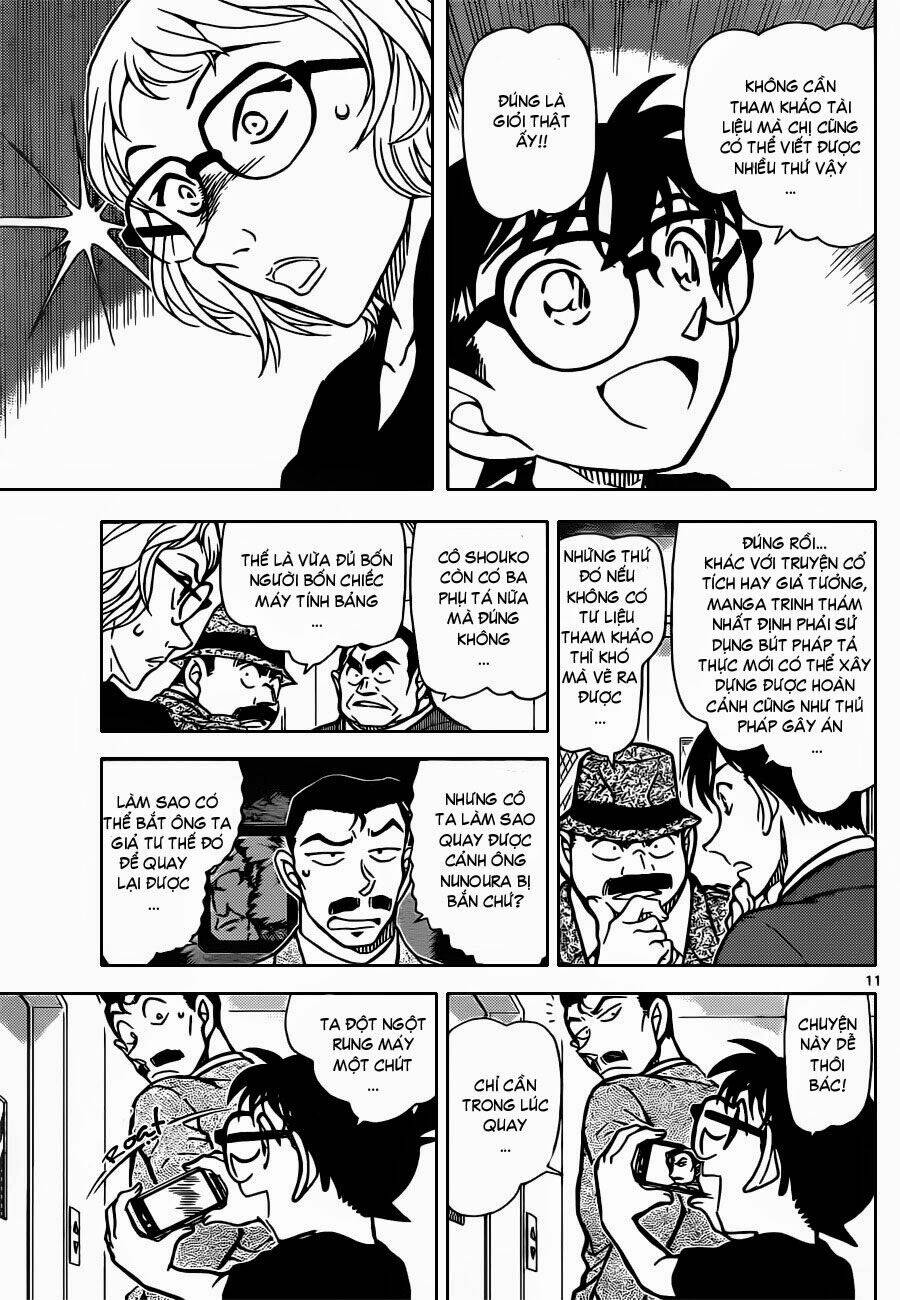 KHÔNG CẦN
THAM KHẢO TÀI
LIỆU MÀ CHỊ CŨNG
CÓ THỂ VIẾT ĐƯỢC
NHIỀU THỨ VẬY
...
ĐÚNG LÀ
GIỎI THẬT
ẤY!!
ĐÚNG RỒI...
KHÁC VỚI TRUYỆN CỔ
TÍCH HAY GIẢ TƯỞNG,
MANGA TRINH THÁM
NHẤT ĐỊNH PHẢI SỬ
DỤNG BÚT PHÁP TẢ
THỰC MỚI CÓ THỂ XÂY
DỰNG ĐƯỢC HOÀN
CẢNH CŨNG NHƯ THỦ
PHÁP GÂY ÁN
...
NHỮNG THỨ
ĐÓ NẾU
KHÔNG CÓ
TƯ LIỆU
THAM KHẢO
THÌ KHÓ
MÀ VẼ RA
ĐƯỢC
...
CÔ SHOUKO
CÒN CÓ BA
PHỤ TÁ NỮA
MÀ ĐÚNG
KHÔNG
...
THẾ LÀ VỪA ĐỦ BỐN
NGƯỜI BỐN CHIẾC
MÁY TÍNH BẢNG
...
NHƯNG CÔ
TA LÀM SAO
QUAY ĐƯỢC
CẢNH ÔNG
NUNOURA BỊ
BẮN CHỨ?
LÀM SAO CÓ
THỂ BẮT ÔNG TA
GIẢ TƯ THẾ ĐÓ
ĐỂ QUAY
LẠI ĐƯỢC
...
11
CHUYỆN
NÀY DỄ
THÔI
BÁC!
CHỈ CẦN
TRONG LÚC
QUAY
...
TA ĐỘT NGỘT
RUNG MÁY
MỘT CHÚT
...
Roat